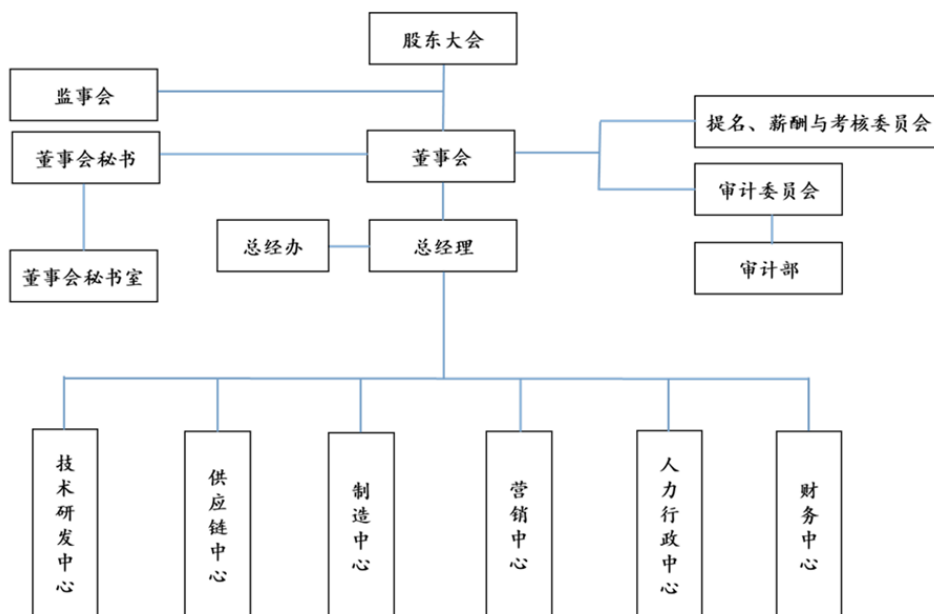 股东大会
监事会
提名、薪酬与考核委员会
董事会秘书
董事会
审计委员会
总经办
总经理
董事会秘书室
审计部
技术研发中心
供应链中心
制造中心
营销中心
人力行政中心
财务中心